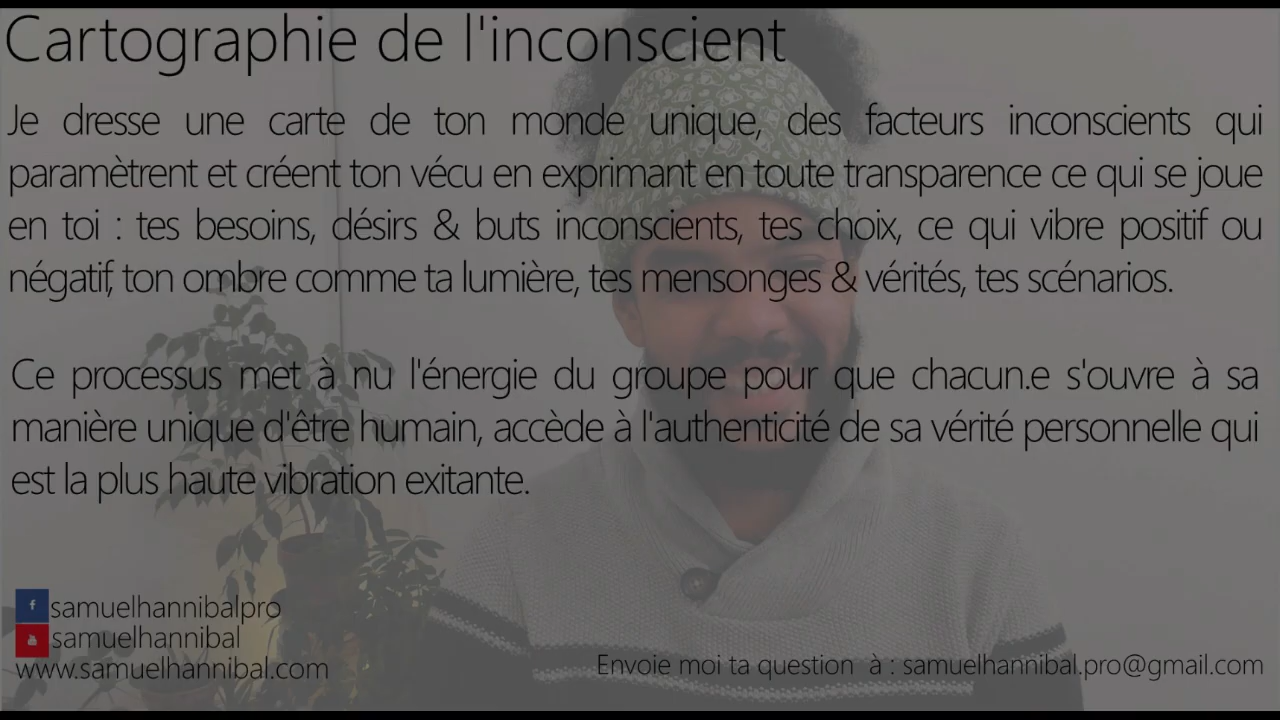 Cartographie de l'inconscient
Je dresse une carte de ton monde unique, des facteurs inconscients qui
paramètrent et créent ton vécu en exprimant en toute transparence ce qui se joue
en toi : tes besoins, désirs & buts inconscients, tes choix, ce qui vibre positif ou
négatif, ton ombre comme ta lumière, tes mensonges & vérités, tes scénarios.
Ce processus met à nu l'énergie du groupe pour que chacun.e s'ouvre à sa
manière unique d'être humain, accède à l'authenticité de sa vérité personnelle qui
est la plus haute vibration exitante.
f samuelhannibalpro
samuelhannibal
www.samuelhannibal.com
Envoie moi ta question à : samuelhannibal.pro@gmail.com